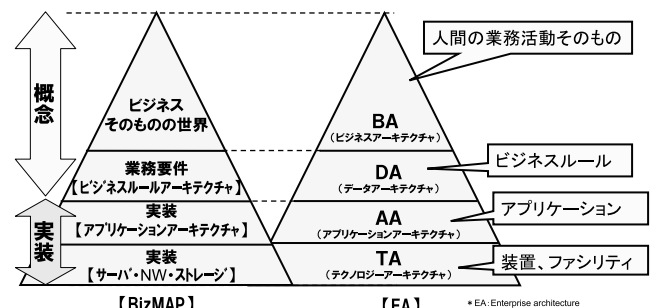 概念
実装
ビジネス
そのものの世界
業務要件
【ビジネスルールアーキテクチャ】
実装
【アプリケーションアーキテクチャ】
実装
【サーバ・NW・ストレージ】
【BizMAP】
BA
（ビジネスアーキテクチャ）
DA
（データアーキテクチャ）
AA
（アプリケーションアーキテクチャ）
TA
（テクノロジーアーキテクチャ）
【EA】
人間の業務活動そのもの
ビジネスルール
アプリケーション
装置、ファシリティ
＊EA：Enterprise architecture